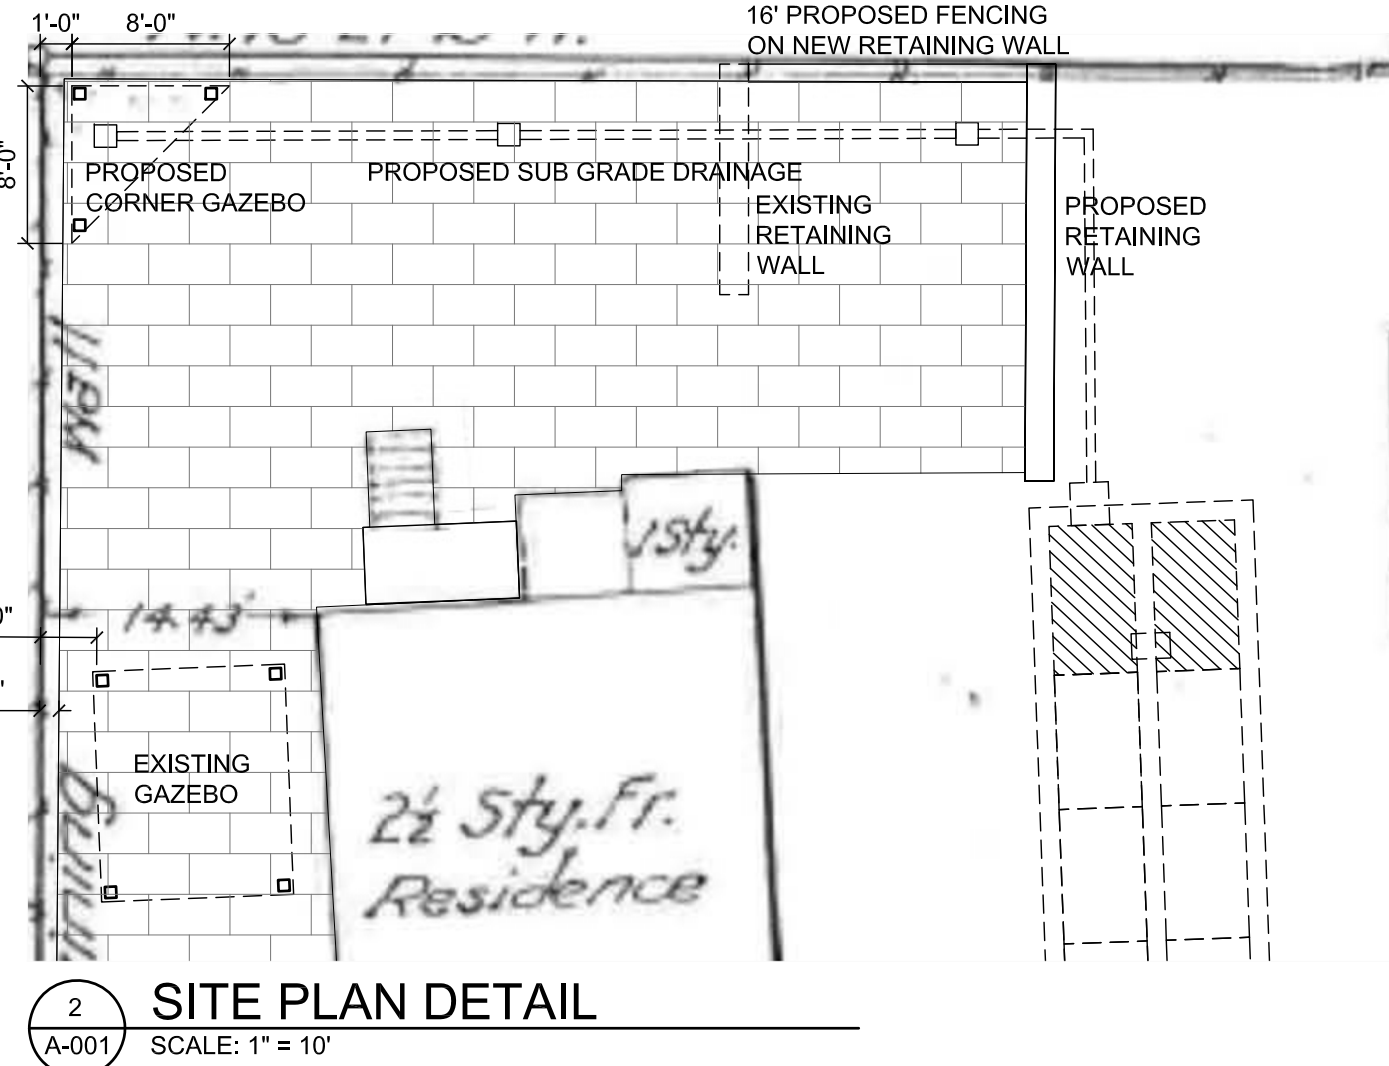 1'-0"
8'-0"
16' PROPOSED FENCING
ON NEW RETAINING WALL
8'-0"
PROPOSED
CORNER GAZEBO
PROPOSED SUB GRADE DRAINAGE
EXISTING
RETAINING
WALL
PROPOSED
RETAINING
WALL
Wall
1 Sty.
14.43'
EXISTING
GAZEBO
2½ Sty. Fr.
Residence
2
A-001
SITE PLAN DETAIL
SCALE: 1" = 10'